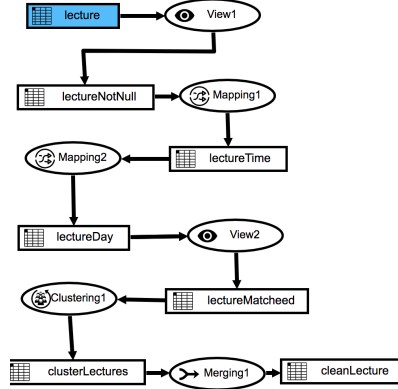 lecture
View1
lectureNotNull
Mapping1
Mapping2
lectureTime
lectureDay
View2
Clustering1
lectureMatcheed
clusterLectures
Merging1
cleanLecture